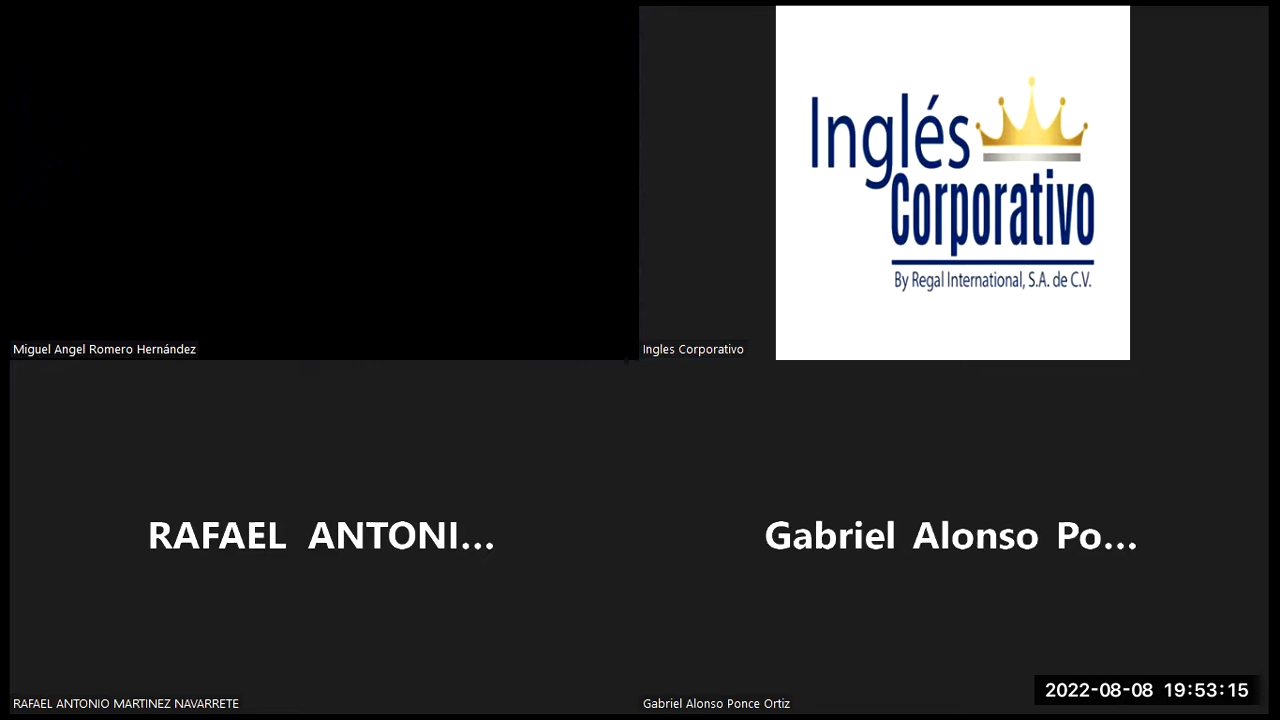 Inglés
Corporativo
By Regal International, S.A. de C.V.
Miguel Angel Romero Hernández
Ingles Corporativo
RAFAEL ANTONI...
Gabriel Alonso Po...
RAFAEL ANTONIO MARTINEZ NAVARRETE
Gabriel Alonso Ponce Ortiz
2022-08-08 19:53:15